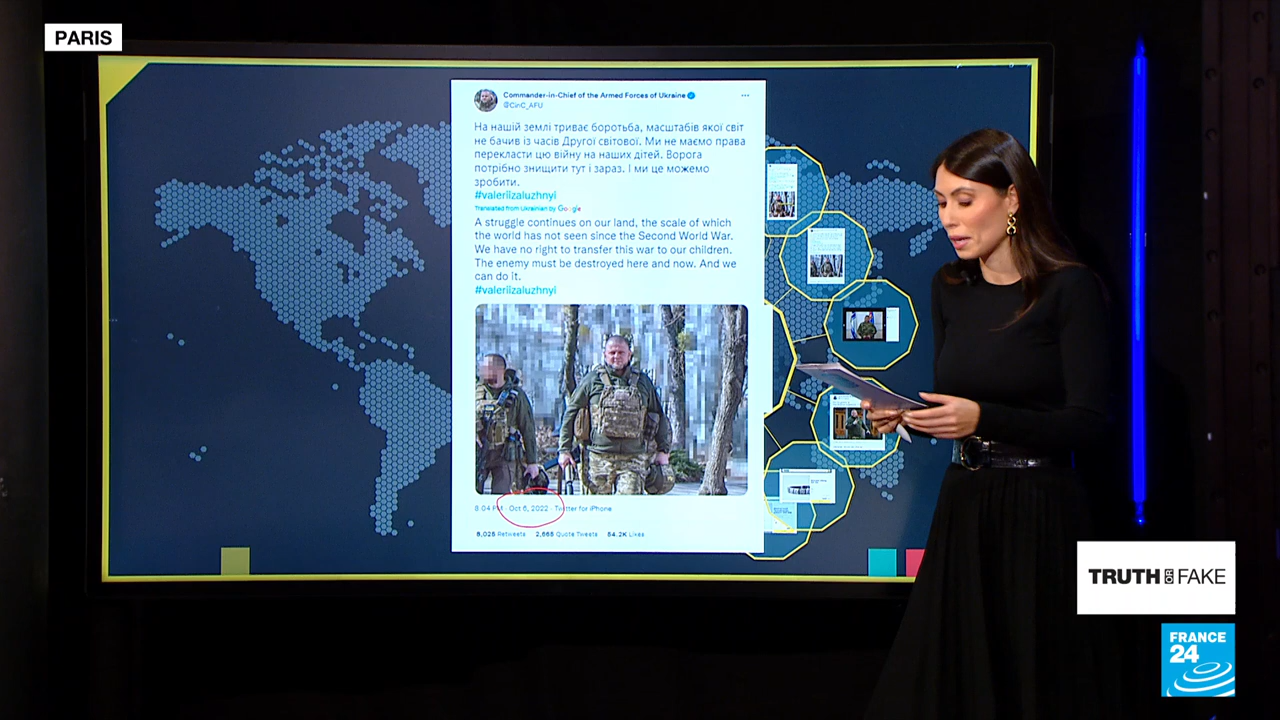 PARIS
Commander-in-Chief of the Armed Forces of Ukraine
@CinC_AFU
На нашій землі триває боротьба, масштабів якої світ
не бачив із часів Другої світової. Ми не маємо права
перекласти цю війну на наших дітей. Ворога
потрібно знищити тут і зараз. І ми це можемо
зробити.
#valeriizaluzhnyi
Translated from Ukrainian by Google
A struggle continues on our land, the scale of which
the world has not seen since the Second World War.
We have no right to transfer this war to our children.
The enemy must be destroyed here and now. And we
can do it.
#valeriizaluzhnyi
8:04 PM · Oct 6, 2022 · Twitter for iPhone
Retweets Quote Tweets 84.2K Likes
TRUTH OR FAKE
FRANCE
24